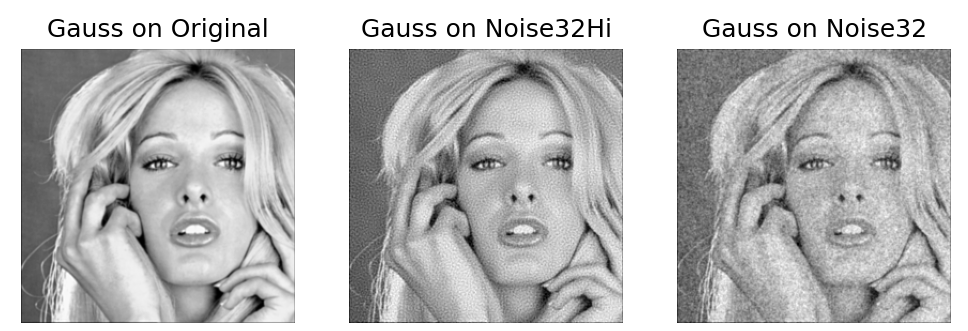 Gauss on Original
Gauss on Noise32Hi
Gauss on Noise32